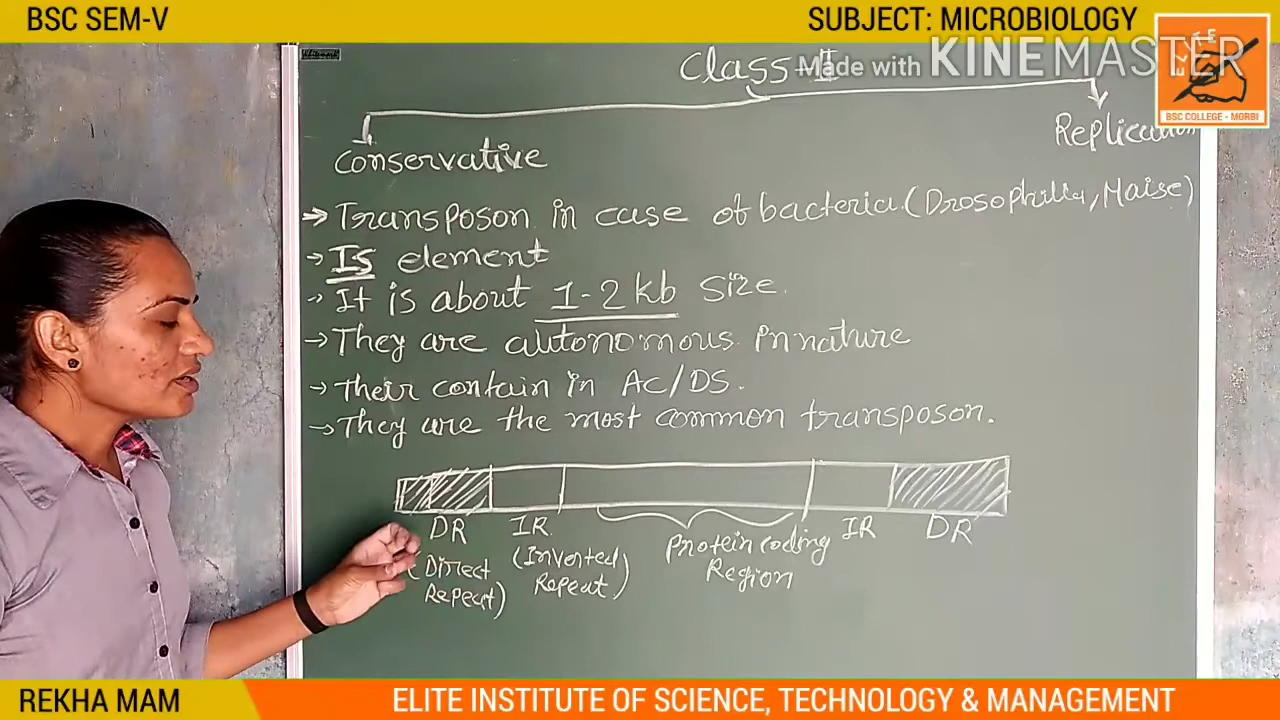 BSC SEM-V
SUBJECT: MICROBIOLOGY
Made with KINEMASTER
ELITE
BSC COLLEGE - MORBI
Class-II
Conservative
Replication
→ Transposon in case of bacteria (Drosophilla, Maise)
→ IS element
→ It is about 1-2 kb size.
→ They are autonomous in nature
→ Their contain in AC/DS.
→ They are the most common transposon.
DR IR Protein coding IR DR
(Direct (Inverted Region
Repeat) Repeat)
REKHA MAM
ELITE INSTITUTE OF SCIENCE, TECHNOLOGY & MANAGEMENT